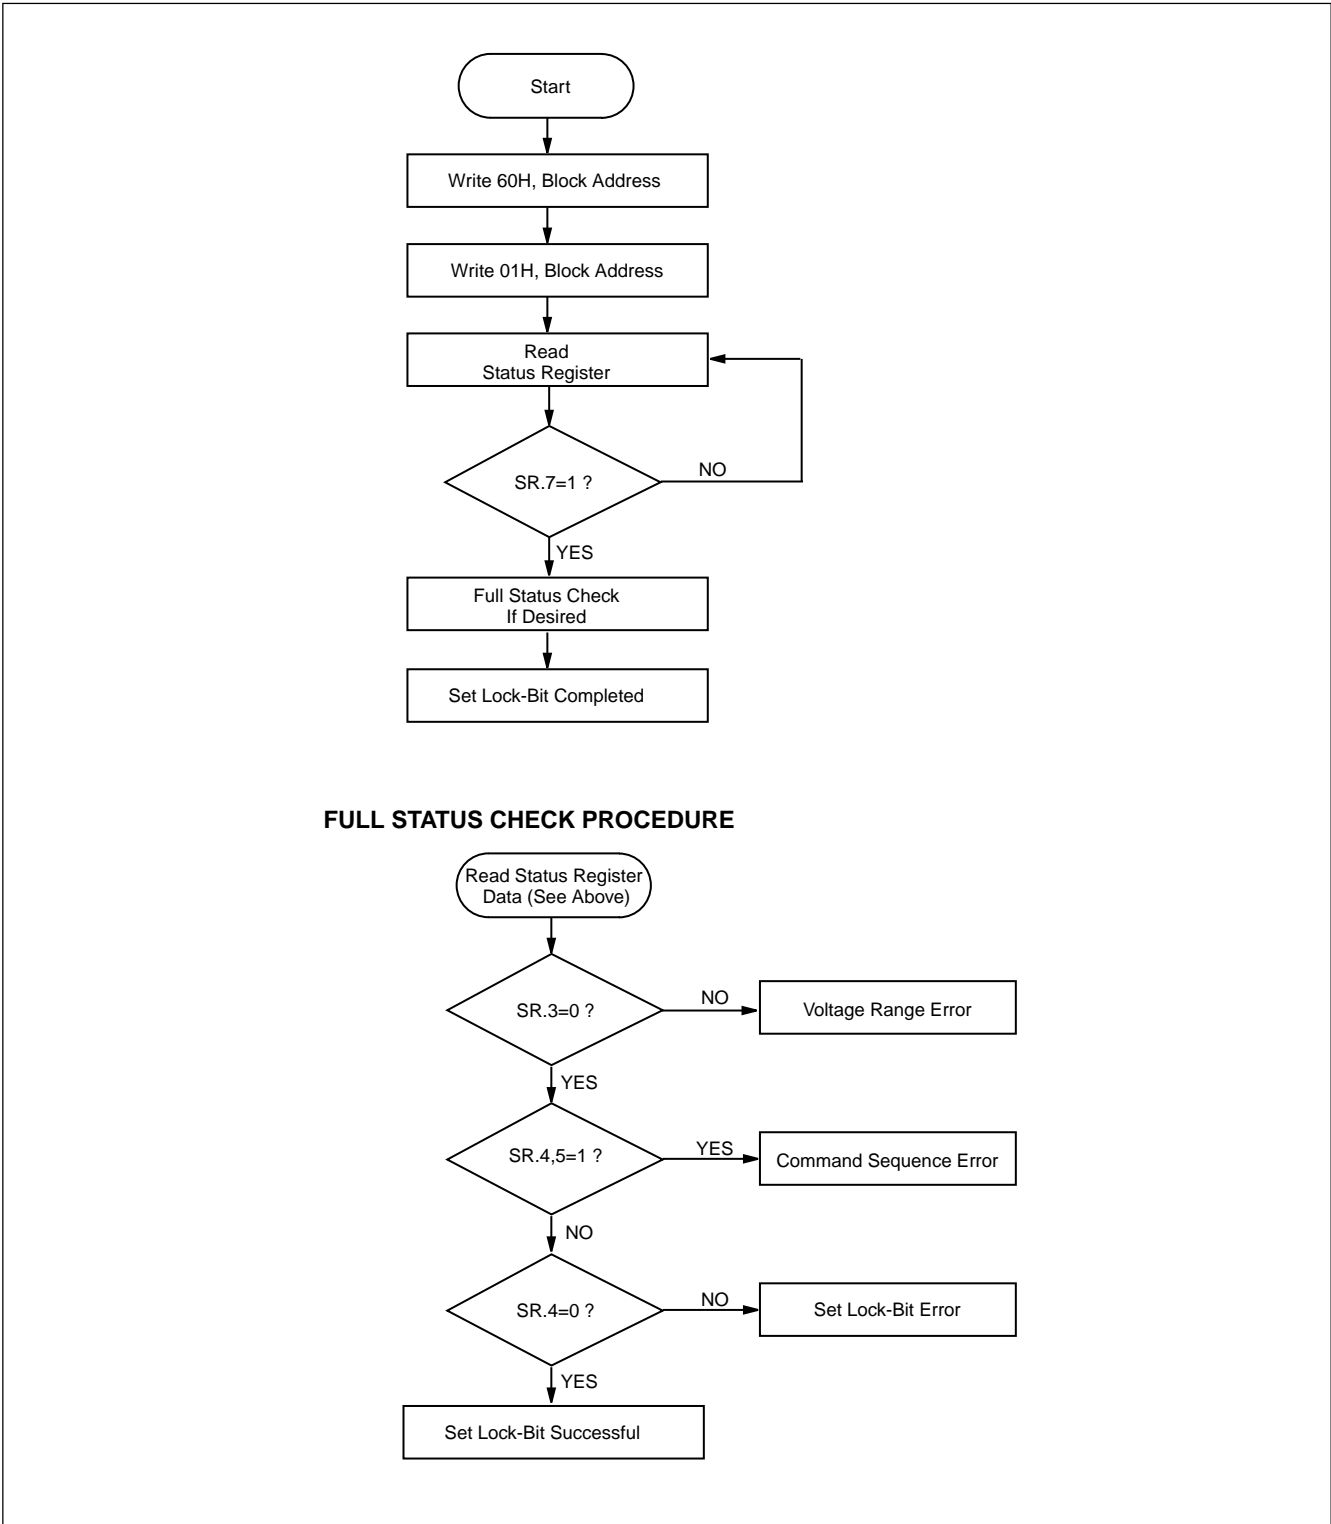 Start
Write 60H, Block Address
Write 01H, Block Address
Read
Status Register
SR.7=1 ?
NO
YES
Full Status Check
If Desired
Set Lock-Bit Completed
FULL STATUS CHECK PROCEDURE
Read Status Register
Data (See Above)
SR.3=0 ?
NO
Voltage Range Error
YES
SR.4,5=1 ?
YES
Command Sequence Error
NO
SR.4=0 ?
NO
Set Lock-Bit Error
YES
Set Lock-Bit Successful